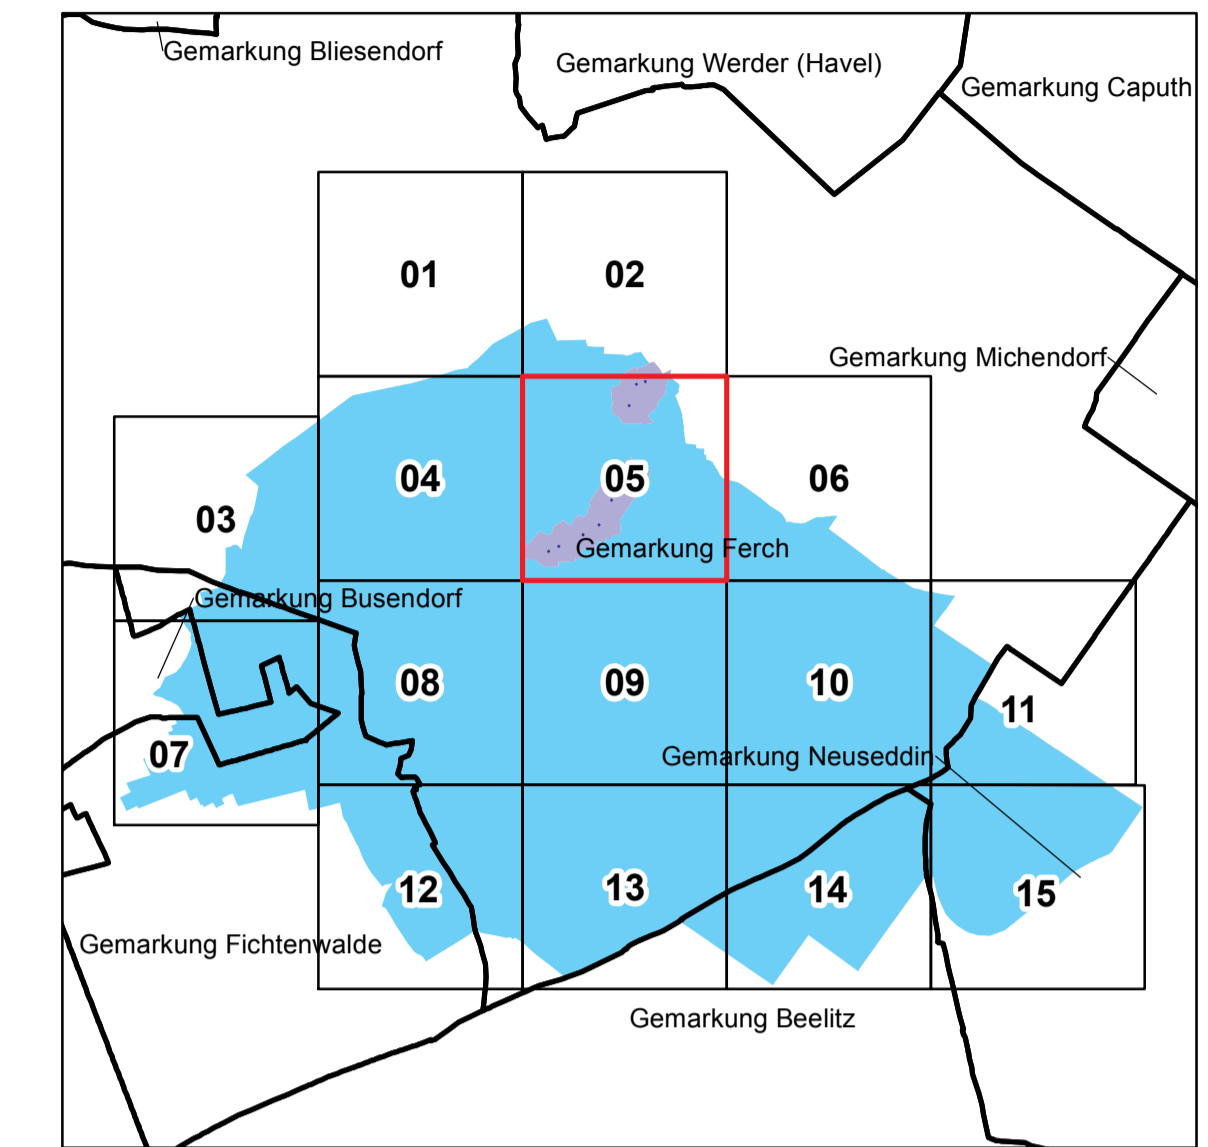 Gemarkung Bliesendorf
Gemarkung Werder (Havel)
Gemarkung Caputh
01
02
Gemarkung Michendorf
03
04
05
06
Gemarkung Ferch
Gemarkung Busendorf
07
08
09
10
11
Gemarkung Neuseddin
12
13
14
15
Gemarkung Fichtenwalde
Gemarkung Beelitz